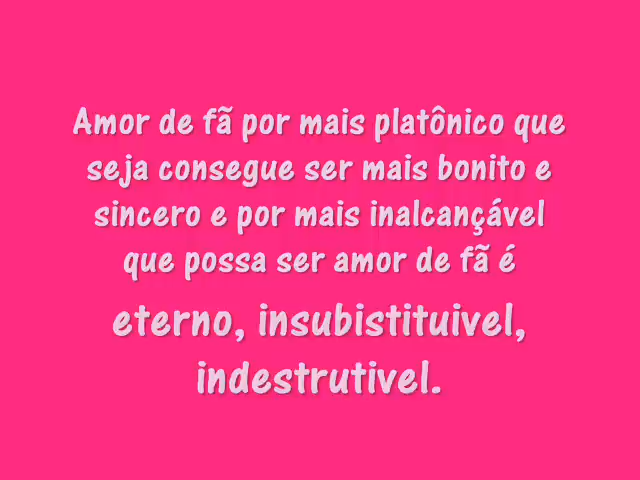 Amor de fã por mais platônico que
seja consegue ser mais bonito e
sincero e por mais inalcançável
que possa ser amor de fã é
eterno, insubistituivel,
indestrutivel.